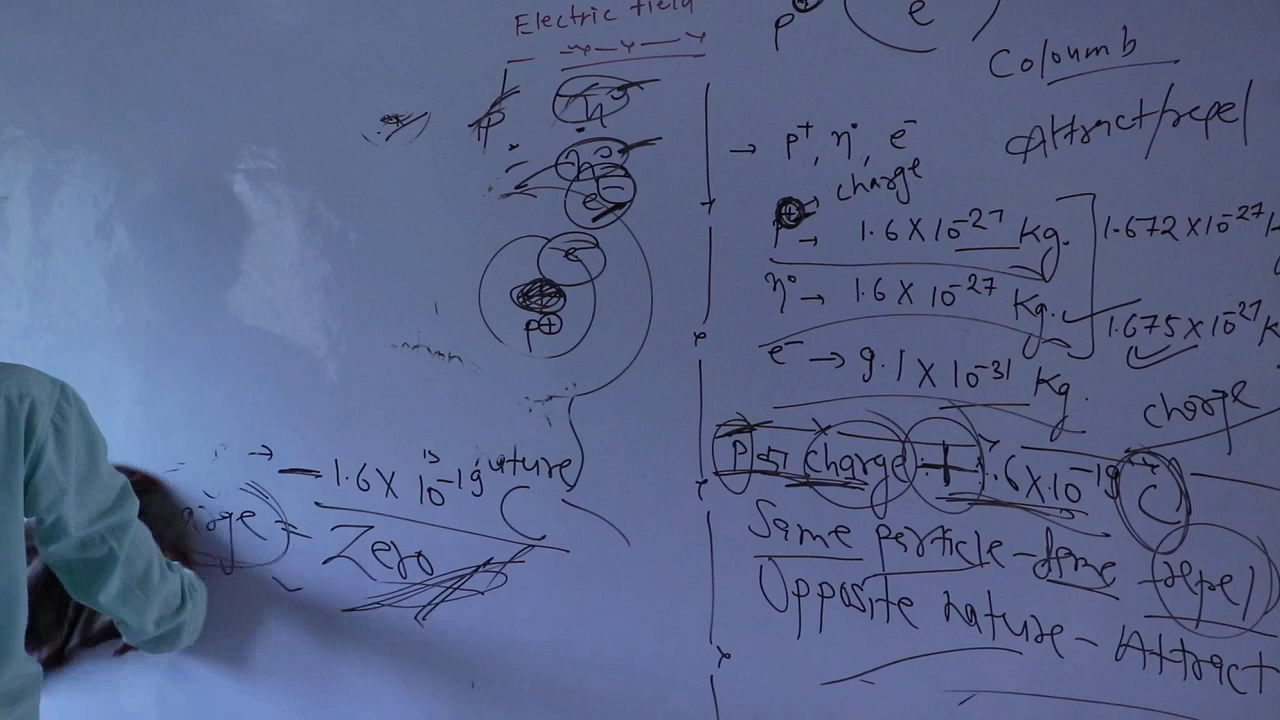 Electric field
P
η°
η°
e
e
P⊕
→ -1.6 X 10-19 C
= Zero
P⊕ e
Coloumb
Attract/repel
→ P⁺, η°, e⁻
charge
→ 1.6 X 10⁻²⁷ Kg. 1.672 X 10⁻²⁷
η° → 1.6 X 10⁻²⁷ Kg. 1.675 X 10⁻²⁷ K
e⁻ → 9.1 X 10⁻³¹ Kg.
charge
P charge + 1.6 X 10⁻¹⁹ C
Same particle - Same repel
Opposite nature - Attract